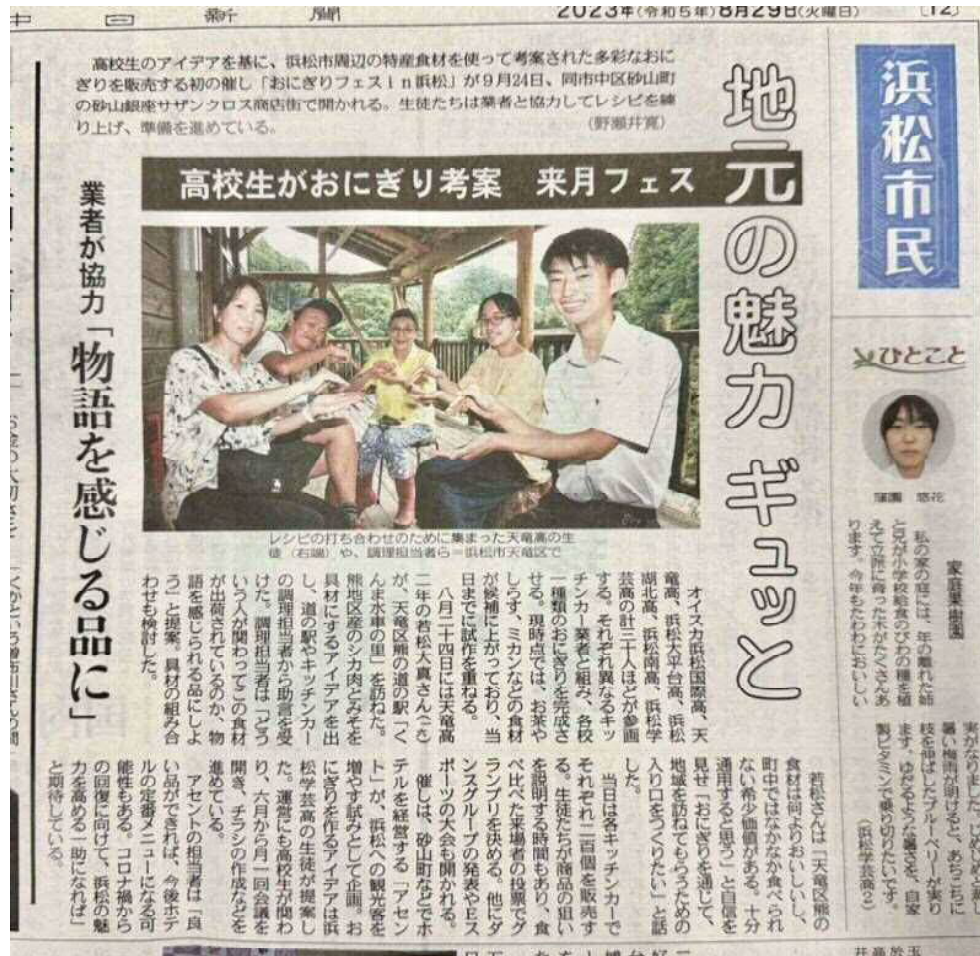 中日新聞
2023年(令和5年)8月29日(火曜日)
〔12〕
浜松市民
地元の魅力 ギュッと
高校生がおにぎり考案 来月フェス
業者が協力「物語を感じる品に」
高校生のアイデアを基に、浜松市周辺の特産食材を使って考案された多彩なおに
ぎりを販売する初の催し「おにぎりフェスin浜松」が9月24日、同市中区砂山町
の砂山銀座サザンクロス商店街で開かれる。生徒たちは業者と協力してレシピを練
り上げ、準備を進めている。
(野瀬井寛)
レシピの打ち合わせのために集まった天竜高の生
徒(右端)や、調理担当者ら=浜松市天竜区で
オイスカ浜松国際高、天
竜高、浜松大平台高、浜松
湖北高、浜松南高、浜松学
芸高の計三十人ほどが参画
する。それぞれ異なるキッ
チンカー業者と組み、各校
一種類のおにぎりを完成さ
せる。現時点では、お茶や
しらす、ミカンなどの食材
が候補に上がっており、当
日までに試作を重ねる。
八月二十四日には天竜高
二年の若松大真さん(こ)
が、天竜区熊の道の駅「く
んま水車の里」を訪ねた。
熊地区産のシカ肉とみそを
具材にするアイデアを出
し、道の駅やキッチンカー
の調理担当者から助言を受
けた。調理担当者は「どう
いう人が関わってこの食材
が出荷されているのか、物
語を感じられる品にしよ
う」と提案。具材の組み合
わせも検討した。
若松さんは「天竜区熊の
食材は何よりおいしいし、
町中ではなかなか食べられ
ない希少価値がある。十分
通用すると思う」と自信を
見せ「おにぎりを通じて、
地域を訪ねてもらうための
入り口をつくりたい」と話
した。
当日は各キッチンカーで
それぞれ二百個を販売す
る。生徒たちが商品の狙い
を説明する時間もあり、食
べ比べた来場者の投票でグ
ランプリを決める。他にダ
ンスグループの発表やEス
ポーツの大会も開かれる。
催しは、砂山町などでホ
テルを経営する「アセン
ト」が、浜松への観光客を
増やす試みとして企画。お
にぎりを作るアイデアは浜
松学芸高の生徒が提案し
た。運営にも高校生が関わ
り、六月から月一回会議を
開き、チラシの作成などを
進めている。
アセントの担当者は「良
い品ができれば、今後ホテ
ルの定番メニューになる可
能性もある。コロナ禍から
の回復に向けて、浜松の魅
力を高める一助になれば」
と期待している。
ひとこと
窪園 悠花
家庭果樹園
私の家の庭には、年の離れた姉
と兄が小学校給食のびわの種を植
えて立派に育った木がたくさんあ
ります。今年もたわわにおいしい
暑い梅雨が明けると、あちこちに
枝を伸ばしたブルーベリーが実り
ます。ゆだるような暑さを、自家
製ビタミンで乗り切りたいです。
(浜松学芸高2)